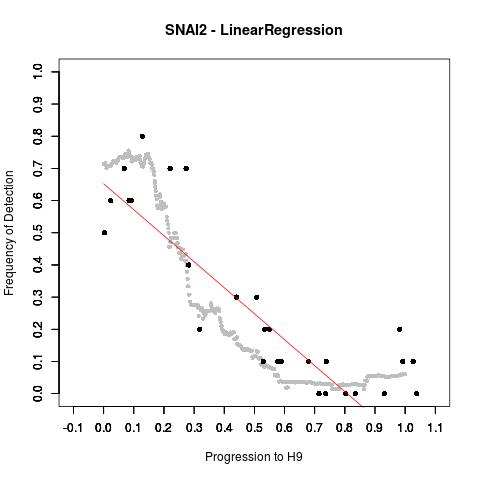 SNAI2 - LinearRegression
Frequency of Detection
1.0
0.9
0.8
0.7
0.6
0.5
0.4
0.3
0.2
0.1
0.0
-0.1 0.0 0.1 0.2 0.3 0.4 0.5 0.6 0.7 0.8 0.9 1.0 1.1
Progression to H9